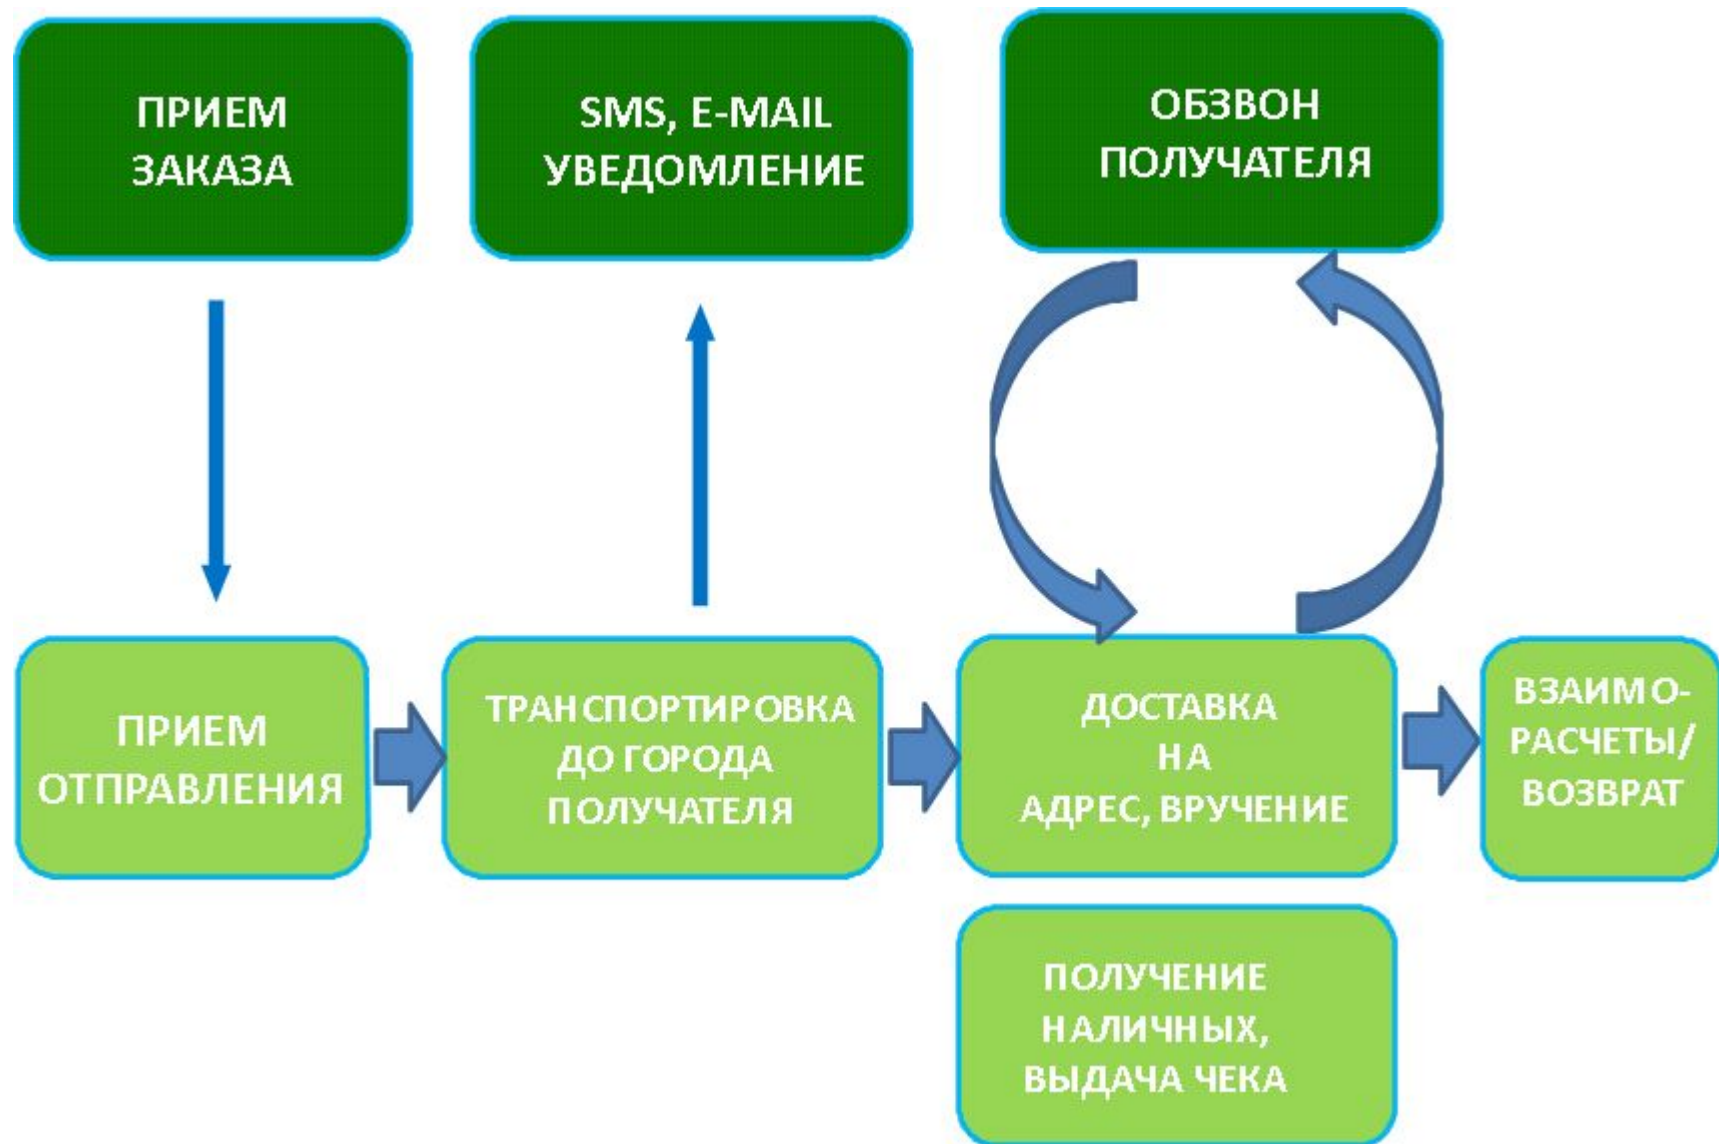 ПРИЕМ
ЗАКАЗА
SMS, E-MAIL
УВЕДОМЛЕНИЕ
ОБЗВОН
ПОЛУЧАТЕЛЯ
ПРИЕМ
ОТПРАВЛЕНИЯ
ТРАНСПОРТИРОВКА
ДО ГОРОДА
ПОЛУЧАТЕЛЯ
ДОСТАВКА
НА
АДРЕС, ВРУЧЕНИЕ
ВЗАИМО-
РАСЧЕТЫ/
ВОЗВРАТ
ПОЛУЧЕНИЕ
НАЛИЧНЫХ,
ВЫДАЧА ЧЕКА